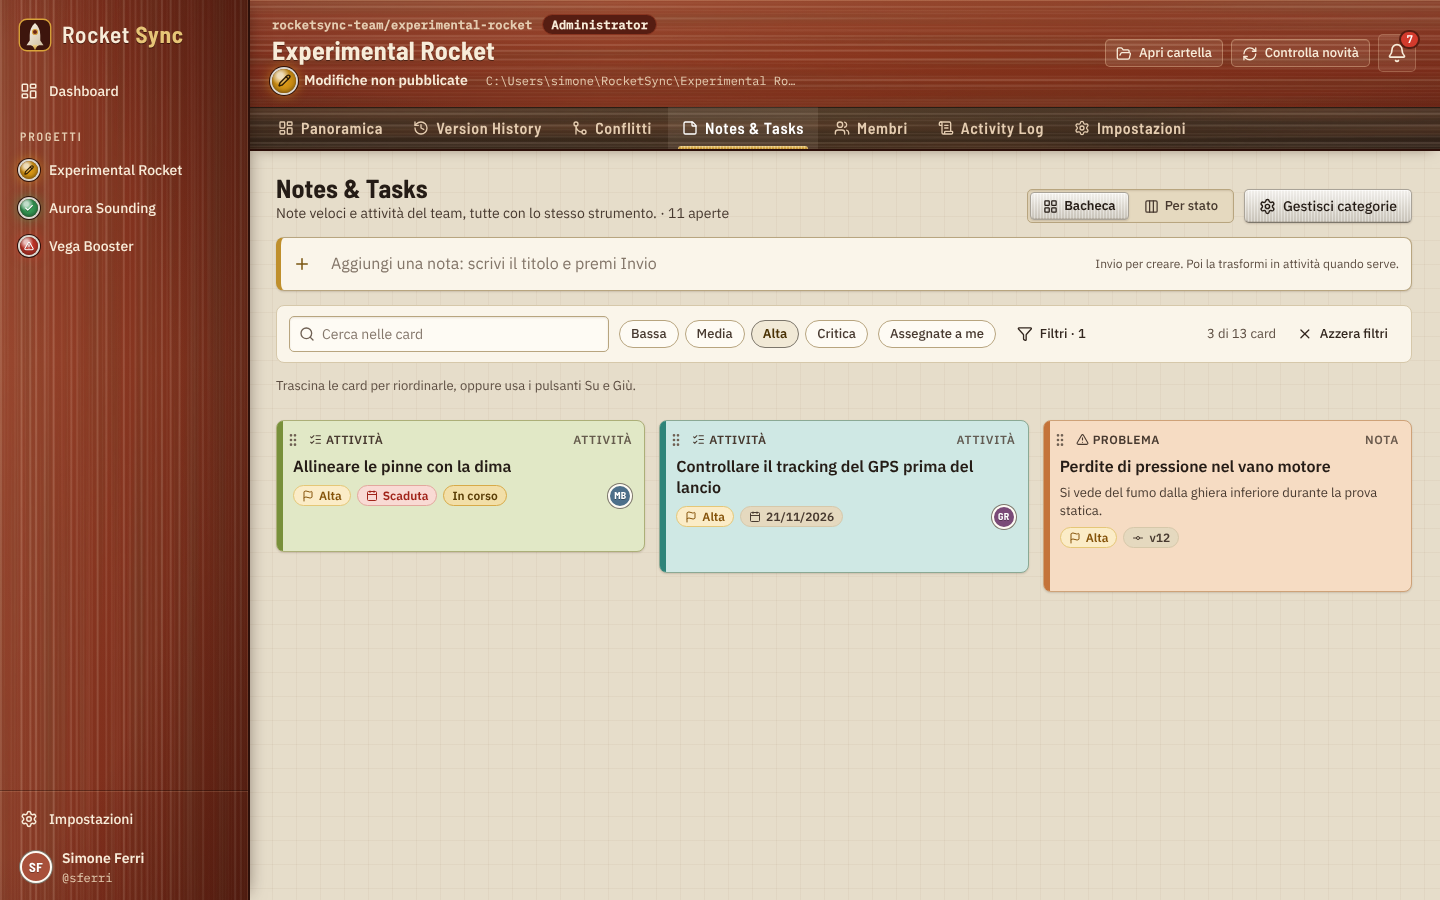 Rocket Sync
Dashboard
PROGETTI
Experimental Rocket
Aurora Sounding
Vega Booster
Impostazioni
SF
Simone Ferri
@sferri
rocketsync-team/experimental-rocket
Administrator
Experimental Rocket
Modifiche non pubblicate
C:\Users\simone\RocketSync\Experimental Ro…
Apri cartella
Controlla novità
7
Panoramica
Version History
Conflitti
Notes & Tasks
Membri
Activity Log
Impostazioni
Notes & Tasks
Note veloci e attività del team, tutte con lo stesso strumento. · 11 aperte
Bacheca
Per stato
Gestisci categorie
Aggiungi una nota: scrivi il titolo e premi Invio
Invio per creare. Poi la trasformi in attività quando serve.
Cerca nelle card
Bassa
Media
Alta
Critica
Assegnate a me
Filtri · 1
3 di 13 card
Azzera filtri
Trascina le card per riordinarle, oppure usa i pulsanti Su e Giù.
ATTIVITÀ
ATTIVITÀ
Allineare le pinne con la dima
Alta
Scaduta
In corso
MB
ATTIVITÀ
ATTIVITÀ
Controllare il tracking del GPS prima del
lancio
Alta
21/11/2026
GR
PROBLEMA
NOTA
Perdite di pressione nel vano motore
Si vede del fumo dalla ghiera inferiore durante la prova
statica.
Alta
v12